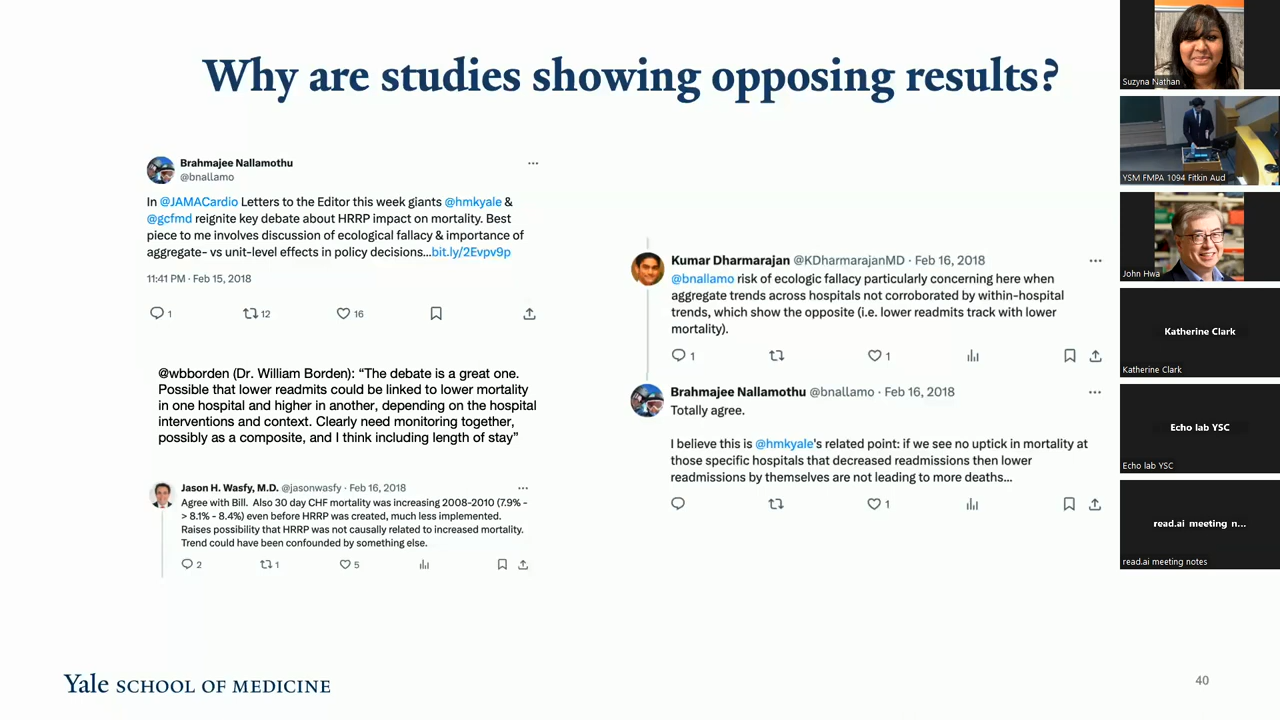 Why are studies showing opposing results?
Brahmajee Nallamothu
@bnallamo
In @JAMACardio Letters to the Editor this week giants @hmkyale &
@gcfmd reignite key debate about HRRP impact on mortality. Best
piece to me involves discussion of ecological fallacy & importance of
aggregate- vs unit-level effects in policy decisions...bit.ly/2Evpv9p
11:41 PM · Feb 15, 2018
1 12 16
@wbborden (Dr. William Borden): “The debate is a great one.
Possible that lower readmits could be linked to lower mortality
in one hospital and higher in another, depending on the hospital
interventions and context. Clearly need monitoring together,
possibly as a composite, and I think including length of stay”
Jason H. Wasfy, M.D. @jasonwasfy · Feb 16, 2018
Agree with Bill. Also 30 day CHF mortality was increasing 2008-2010 (7.9% -
> 8.1% - 8.4%) even before HRRP was created, much less implemented.
Raises possibility that HRRP was not causally related to increased mortality.
Trend could have been confounded by something else.
2 1 5
Kumar Dharmarajan @KDharmarajanMD · Feb 16, 2018
@bnallamo risk of ecologic fallacy particularly concerning here when
aggregate trends across hospitals not corroborated by within-hospital
trends, which show the opposite (i.e. lower readmits track with lower
mortality).
1 1
Brahmajee Nallamothu @bnallamo · Feb 16, 2018
Totally agree.
I believe this is @hmkyale's related point: if we see no uptick in mortality at
those specific hospitals that decreased readmissions then lower
readmissions by themselves are not leading to more deaths...
1
Yale SCHOOL OF MEDICINE
40
Suzyna Nathan
YSM FMPA 1094 Fitkin Aud
John Hwa
Katherine Clark
Katherine Clark
Echo lab YSC
Echo lab YSC
read.ai meeting n...
read.ai meeting notes